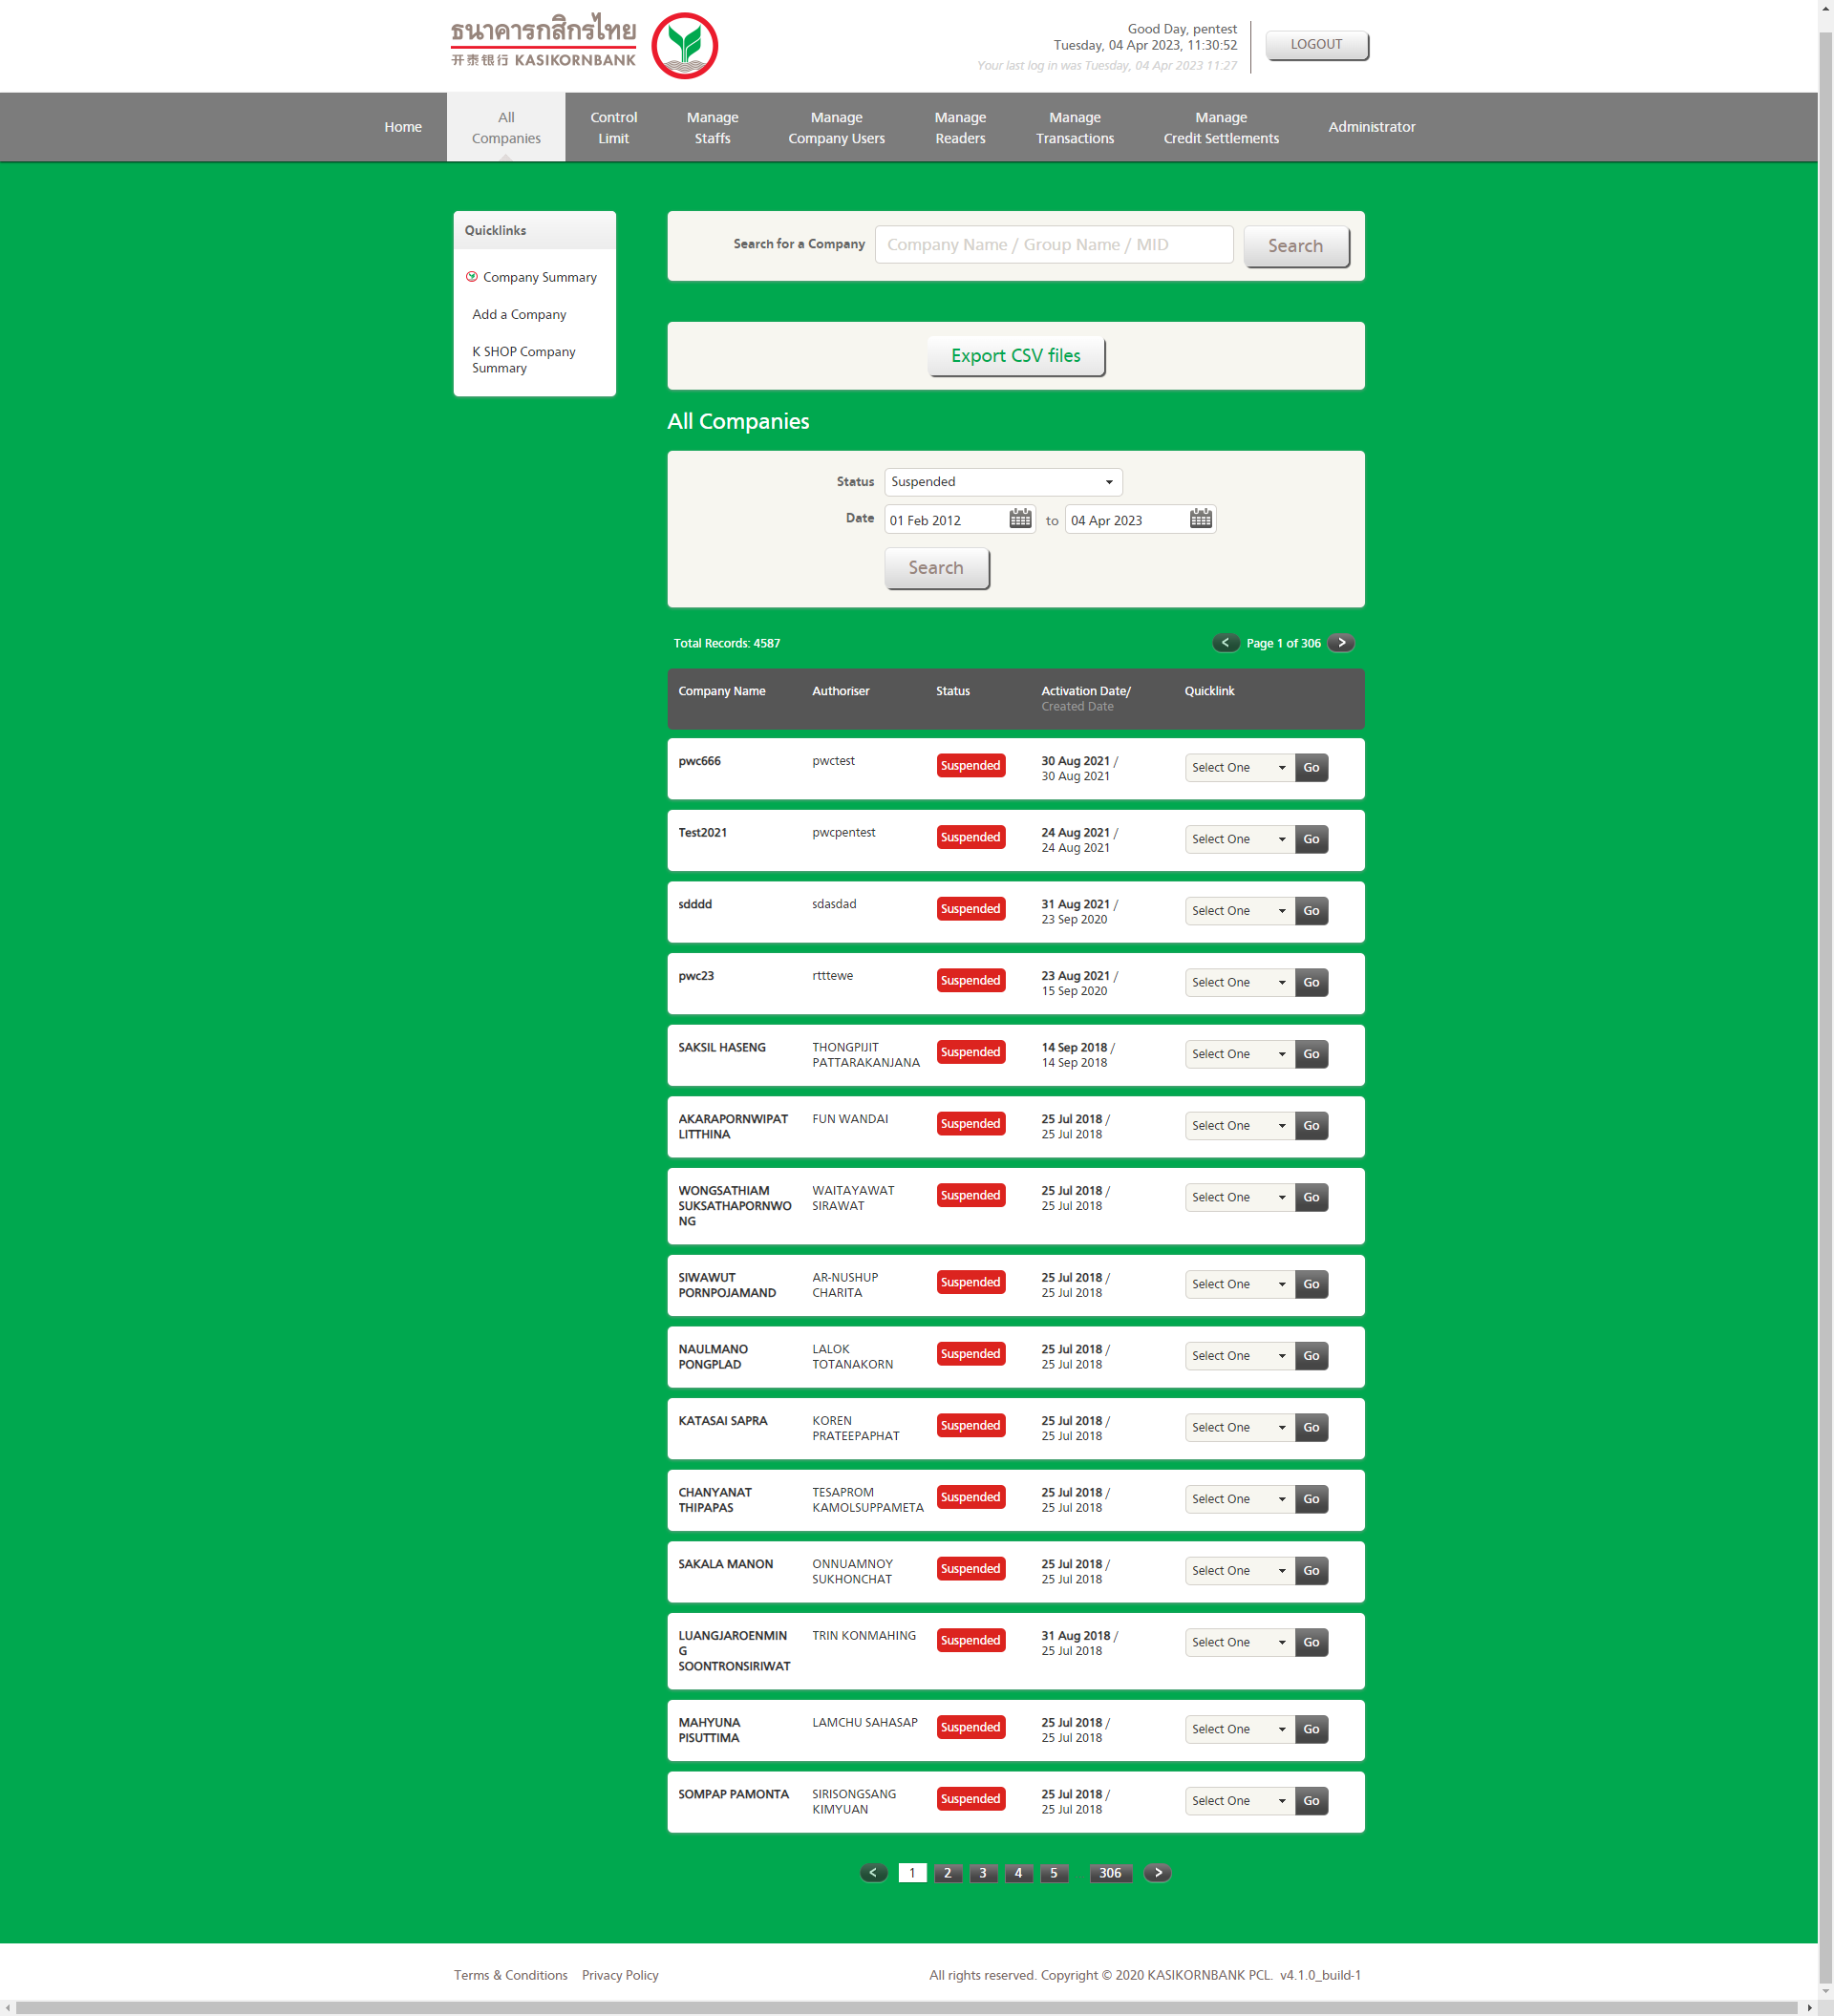 ธนาคารกสิกรไทย
开泰银行 KASIKORNBANK
Good Day, pentest
Tuesday, 04 Apr 2023, 11:30:52
Your last log in was Tuesday, 04 Apr 2023 11:27
LOGOUT
Home
All
Companies
Control
Limit
Manage
Staffs
Manage
Company Users
Manage
Readers
Manage
Transactions
Manage
Credit Settlements
Administrator
Quicklinks
Company Summary
Add a Company
K SHOP Company
Summary
Search for a Company Company Name / Group Name / MID Search
Export CSV files
All Companies
Status Suspended
Date 01 Feb 2012 to 04 Apr 2023
Search
Total Records: 4587 < Page 1 of 306 >
Company Name Authoriser Status Activation Date/ Quicklink
Created Date
pwc666 pwctest Suspended 30 Aug 2021 / Select One Go
30 Aug 2021
Test2021 pwcpentest Suspended 24 Aug 2021 / Select One Go
24 Aug 2021
sdddd sdasdad Suspended 31 Aug 2021 / Select One Go
23 Sep 2020
pwc23 rtttewe Suspended 23 Aug 2021 / Select One Go
15 Sep 2020
SAKSIL HASENG THONGPIJIT Suspended 14 Sep 2018 / Select One Go
PATTARAKANJANA 14 Sep 2018
AKARAPORNWIPAT FUN WANDAI Suspended 25 Jul 2018 / Select One Go
LITTHINA 25 Jul 2018
WONGSATHIAM WAITAYAWAT Suspended 25 Jul 2018 / Select One Go
SUKSATHAPORNWO SIRAWAT 25 Jul 2018
NG
SIWAWUT AR-NUSHUP Suspended 25 Jul 2018 / Select One Go
PORNPOJAMAND CHARITA 25 Jul 2018
NAULMANO LALOK Suspended 25 Jul 2018 / Select One Go
PONGPLAD TOTANAKORN 25 Jul 2018
KATASAI SAPRA KOREN Suspended 25 Jul 2018 / Select One Go
PRATEEPAPHAT 25 Jul 2018
CHANYANAT TESAPROM Suspended 25 Jul 2018 / Select One Go
THIPAPAS KAMOLSUPPAMETA 25 Jul 2018
SAKALA MANON ONNUAMNOY Suspended 25 Jul 2018 / Select One Go
SUKHONCHAT 25 Jul 2018
LUANGJAROENMIN TRIN KONMAHING Suspended 31 Aug 2018 / Select One Go
G 25 Jul 2018
SOONTRONSIRIWAT
MAHYUNA LAMCHU SAHASAP Suspended 25 Jul 2018 / Select One Go
PISUTTIMA 25 Jul 2018
SOMPAP PAMONTA SIRISONGSANG Suspended 25 Jul 2018 / Select One Go
KIMYUAN 25 Jul 2018
< 1 2 3 4 5 306 >
Terms & Conditions Privacy Policy All rights reserved. Copyright © 2020 KASIKORNBANK PCL. v4.1.0_build-1